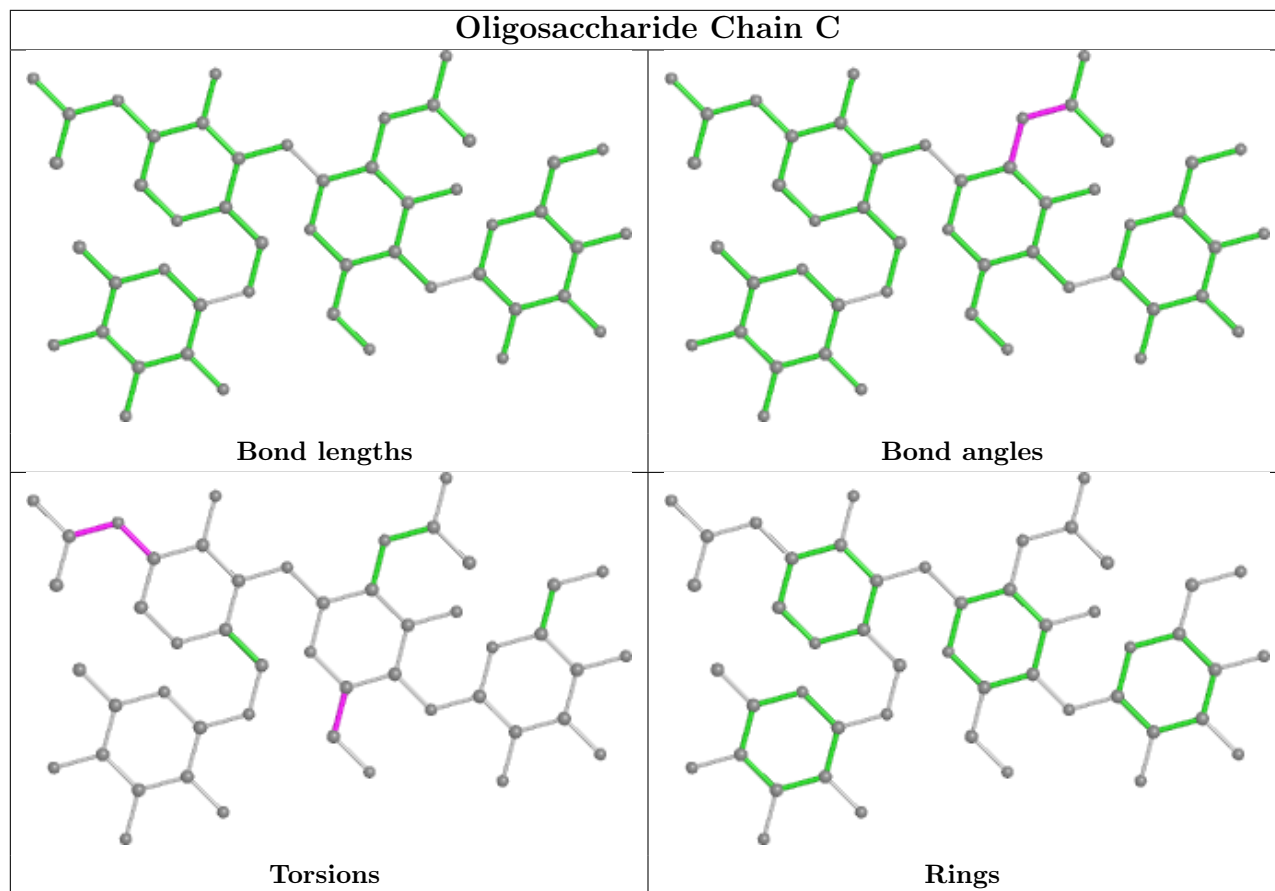 Oligosaccharide Chain C
Bond lengths
Bond angles
Torsions
Rings